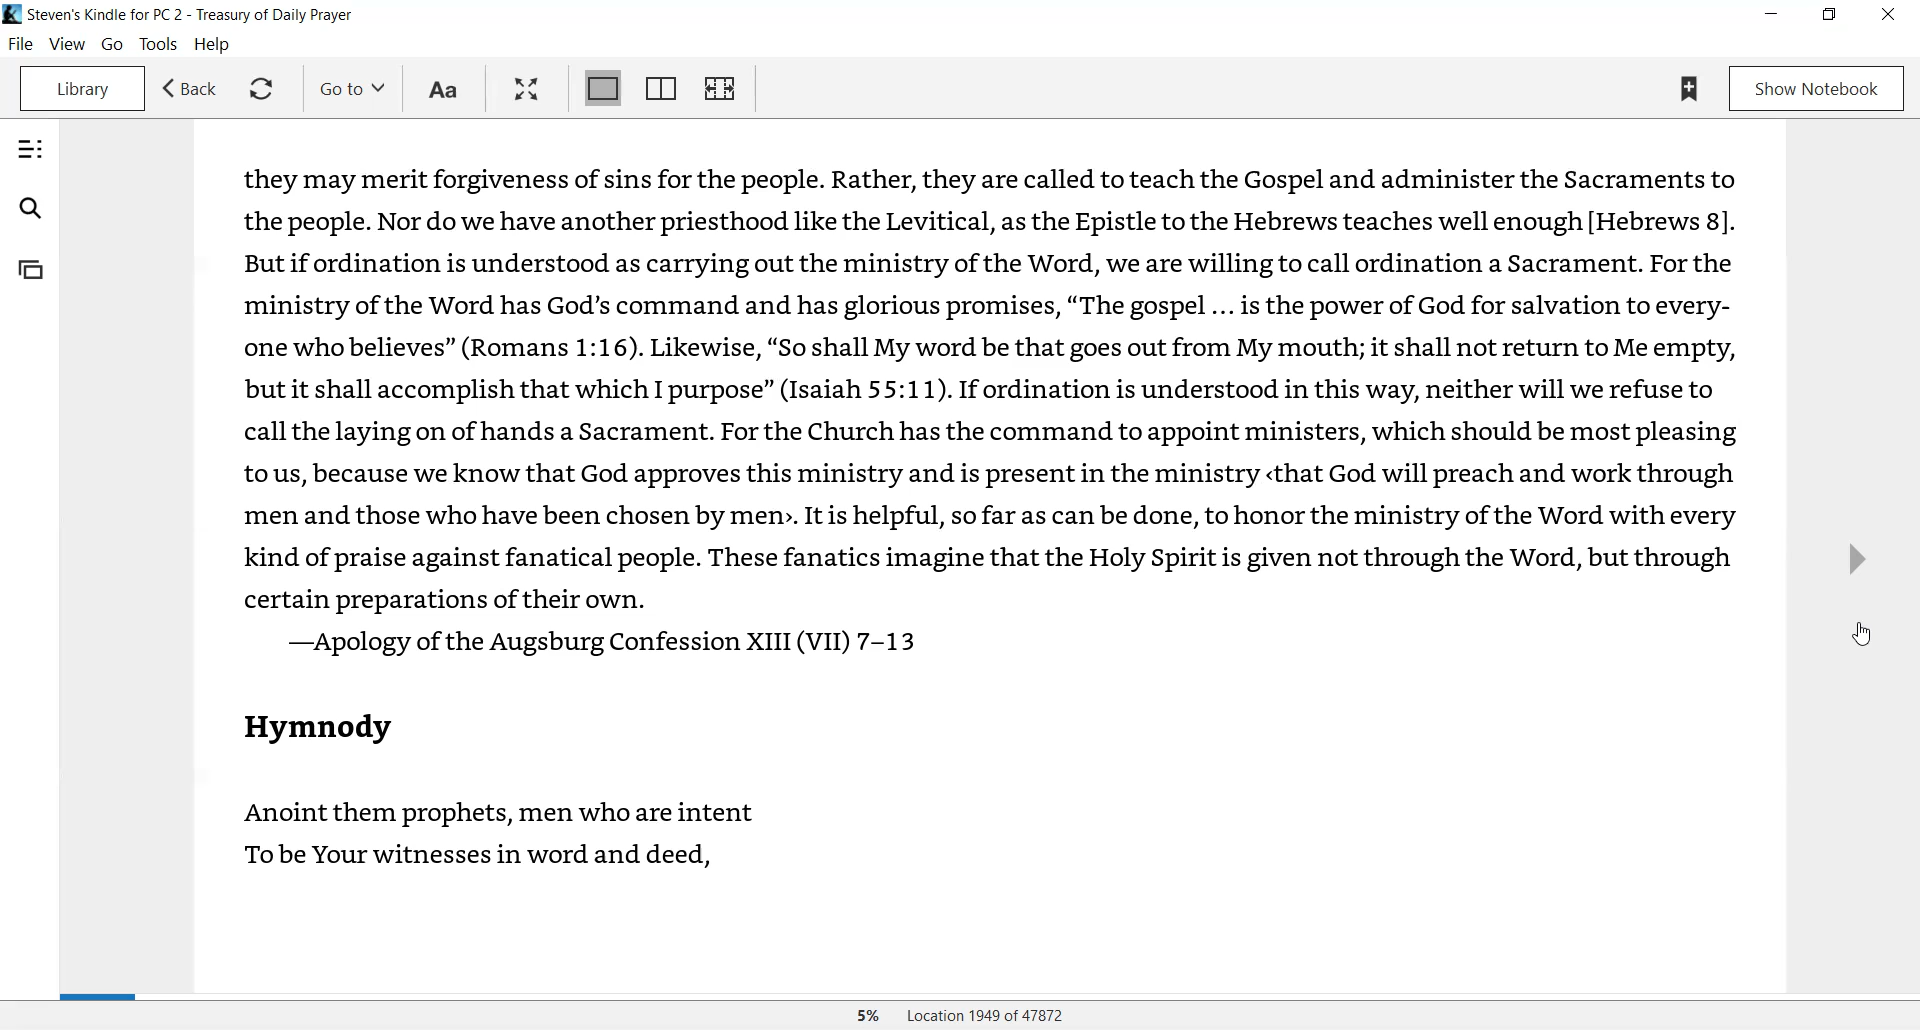 Steven's Kindle for PC 2 - Treasury of Daily Prayer
File View Go Tools Help
Library Back Go to Aa Show Notebook
they may merit forgiveness of sins for the people. Rather, they are called to teach the Gospel and administer the Sacraments to
the people. Nor do we have another priesthood like the Levitical, as the Epistle to the Hebrews teaches well enough [Hebrews 8].
But if ordination is understood as carrying out the ministry of the Word, we are willing to call ordination a Sacrament. For the
ministry of the Word has God’s command and has glorious promises, “The gospel … is the power of God for salvation to every-
one who believes” (Romans 1:16). Likewise, “So shall My word be that goes out from My mouth; it shall not return to Me empty,
but it shall accomplish that which I purpose” (Isaiah 55:11). If ordination is understood in this way, neither will we refuse to
call the laying on of hands a Sacrament. For the Church has the command to appoint ministers, which should be most pleasing
to us, because we know that God approves this ministry and is present in the ministry ‹that God will preach and work through
men and those who have been chosen by men›. It is helpful, so far as can be done, to honor the ministry of the Word with every
kind of praise against fanatical people. These fanatics imagine that the Holy Spirit is given not through the Word, but through
certain preparations of their own.
—Apology of the Augsburg Confession XIII (VII) 7–13
Hymnody
Anoint them prophets, men who are intent
To be Your witnesses in word and deed,
5% Location 1949 of 47872